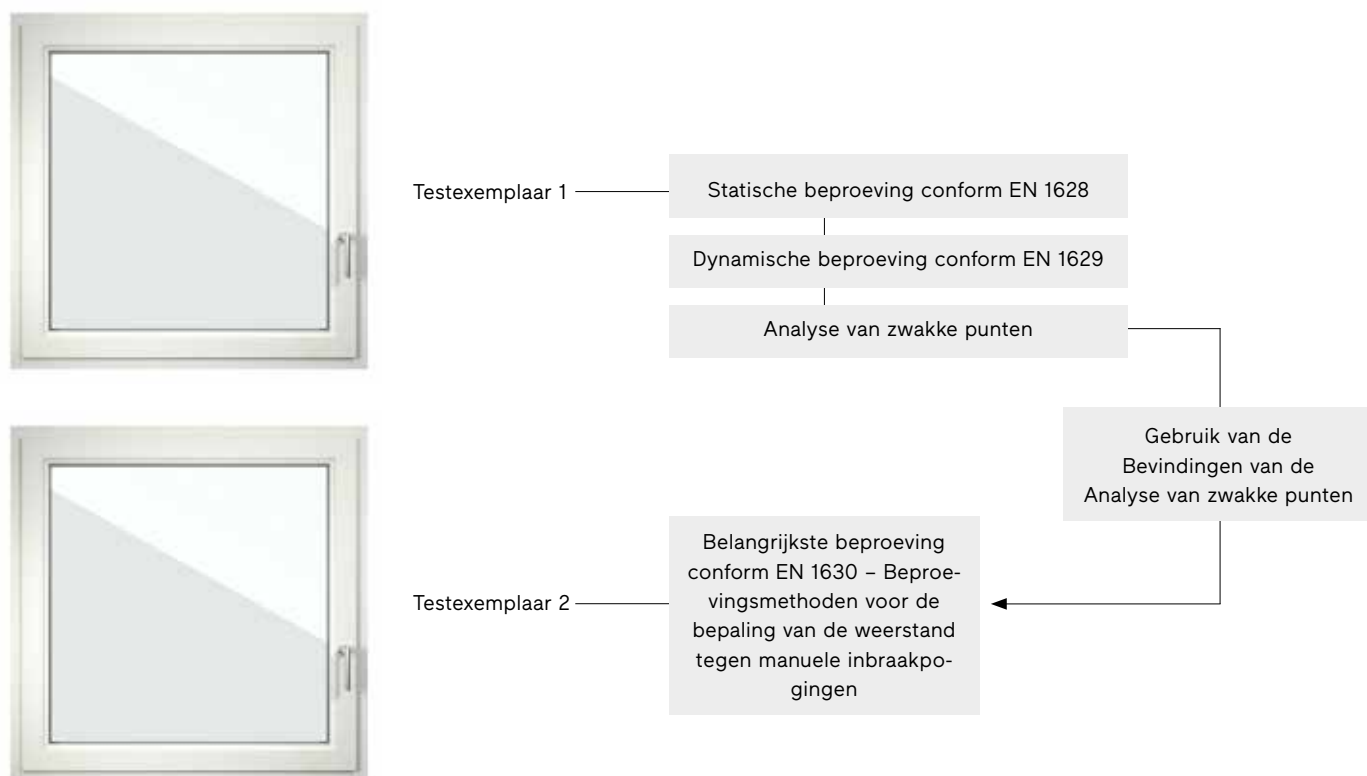 Testexemplaar 1
Statische beproeving conform EN 1628
Dynamische beproeving conform EN 1629
Analyse van zwakke punten
Gebruik van de
Bevindingen van de
Analyse van zwakke punten
Testexemplaar 2
Belangrijkste beproeving
conform EN 1630 – Beproe-
vingsmethoden voor de
bepaling van de weerstand
tegen manuele inbraakpo-
gingen